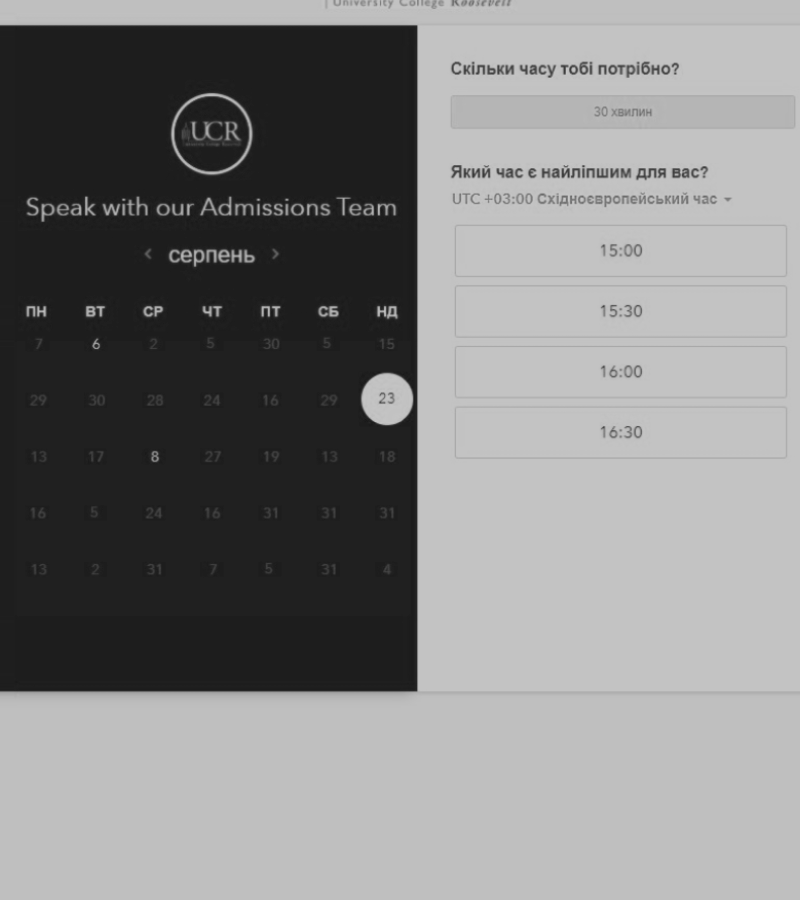 | University College Roosevelt
UCR
Speak with our Admissions Team
серпень
ПН ВТ СР ЧТ ПТ СБ НД
7 6 2 5 30 5 15
29 30 28 24 16 29 23
13 17 8 27 19 13 18
16 5 24 16 31 31 31
13 2 31 7 5 31 4
Скільки часу тобі потрібно?
30 хвилин
Який час є найліпшим для вас?
UTC +03:00 Східноєвропейський час
15:00
15:30
16:00
16:30